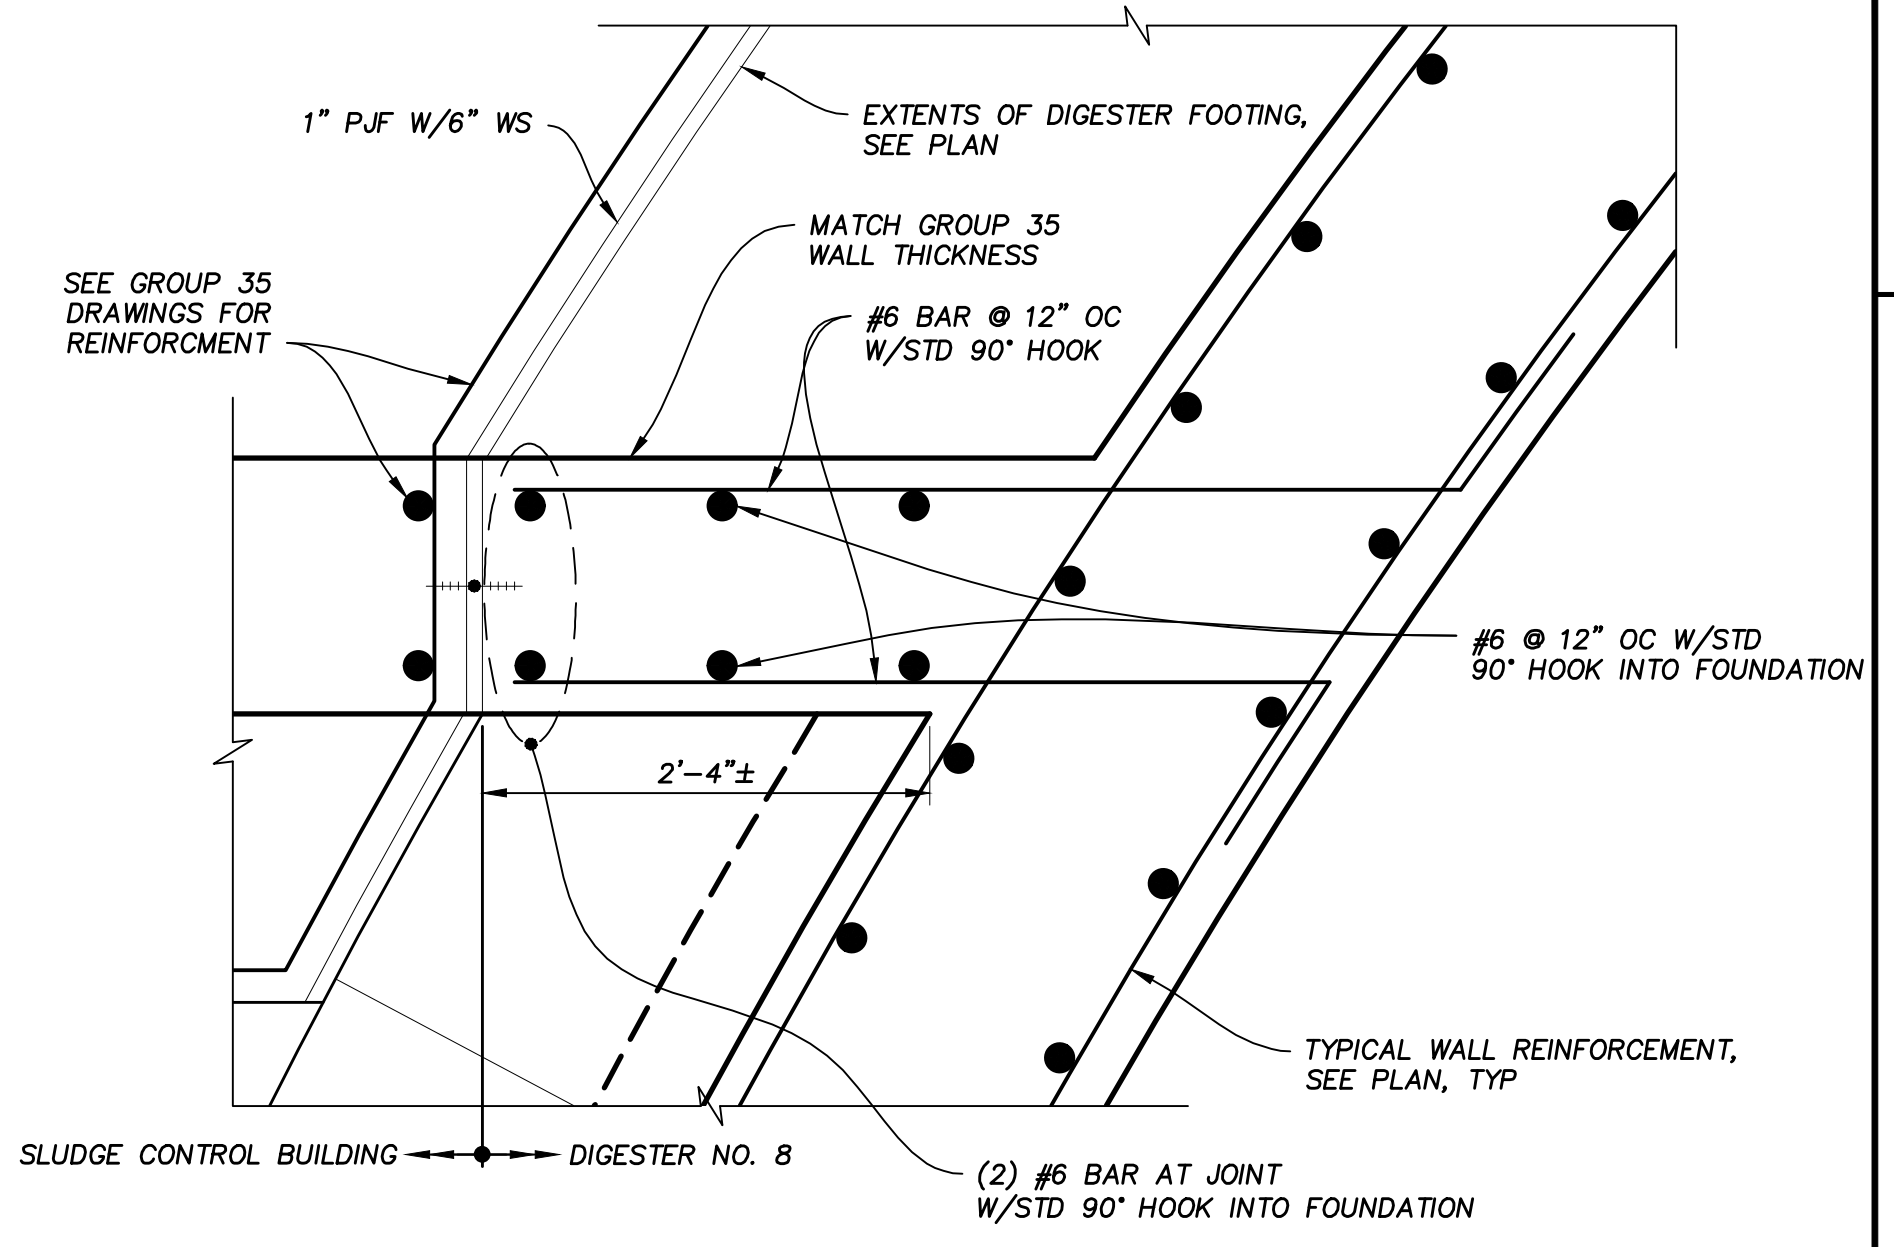 1" PJF W/6" WS
EXTENTS OF DIGESTER FOOTING,
SEE PLAN
MATCH GROUP 35
WALL THICKNESS
SEE GROUP 35
DRAWINGS FOR
REINFORCMENT
#6 BAR @ 12" OC
W/STD 90° HOOK
#6 @ 12" OC W/STD
90° HOOK INTO FOUNDATION
2'-4"±
TYPICAL WALL REINFORCEMENT,
SEE PLAN, TYP
SLUDGE CONTROL BUILDING
DIGESTER NO. 8
(2) #6 BAR AT JOINT
W/STD 90° HOOK INTO FOUNDATION